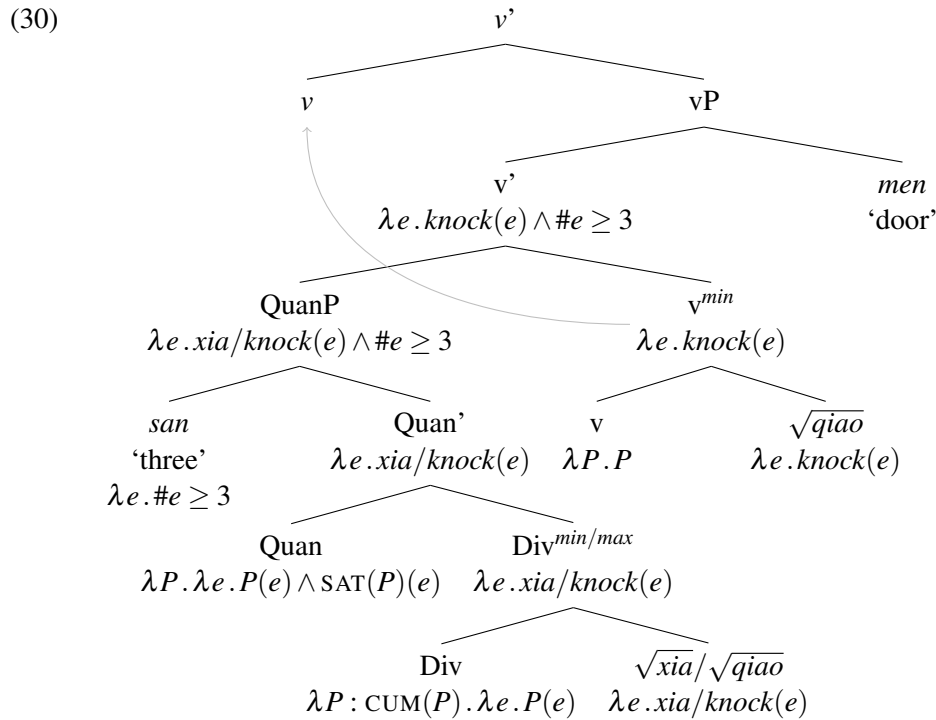 (30)
v’
v vP
v’ men
λe.knock(e) ∧ #e ≥ 3 ‘door’
QuanP v^min
λe.xia/knock(e) ∧ #e ≥ 3 λe.knock(e)
san Quan’ v √qiao
‘three’ λe.xia/knock(e) λP.P λe.knock(e)
λe.#e ≥ 3
Quan Div^min/max
λP.λe.P(e) ∧ SAT(P)(e) λe.xia/knock(e)
Div √xia/√qiao
λP : CUM(P).λe.P(e) λe.xia/knock(e)